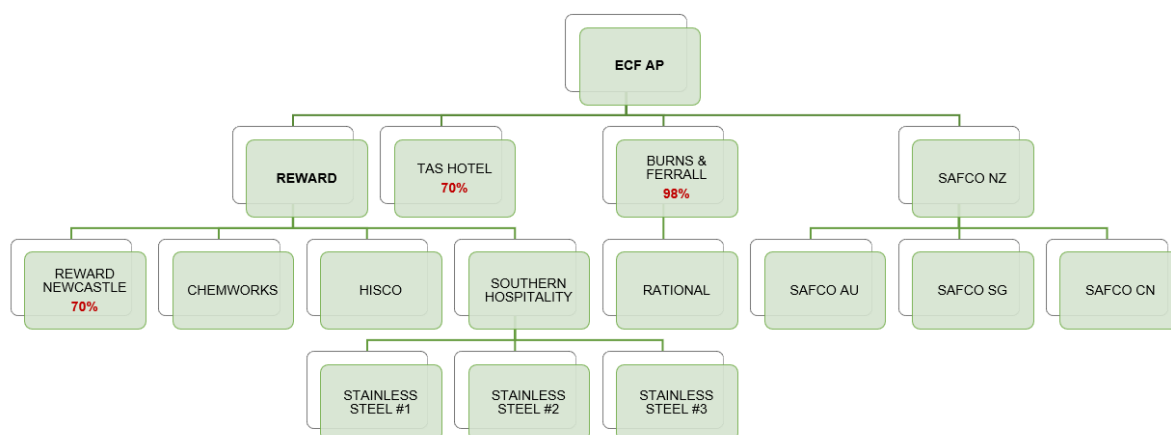 ECF AP
REWARD
TAS HOTEL
70%
BURNS &
FERRALL
98%
SAFCO NZ
REWARD
NEWCASTLE
70%
CHEMWORKS
HISCO
SOUTHERN
HOSPITALITY
RATIONAL
SAFCO AU
SAFCO SG
SAFCO CN
STAINLESS
STEEL #1
STAINLESS
STEEL #2
STAINLESS
STEEL #3